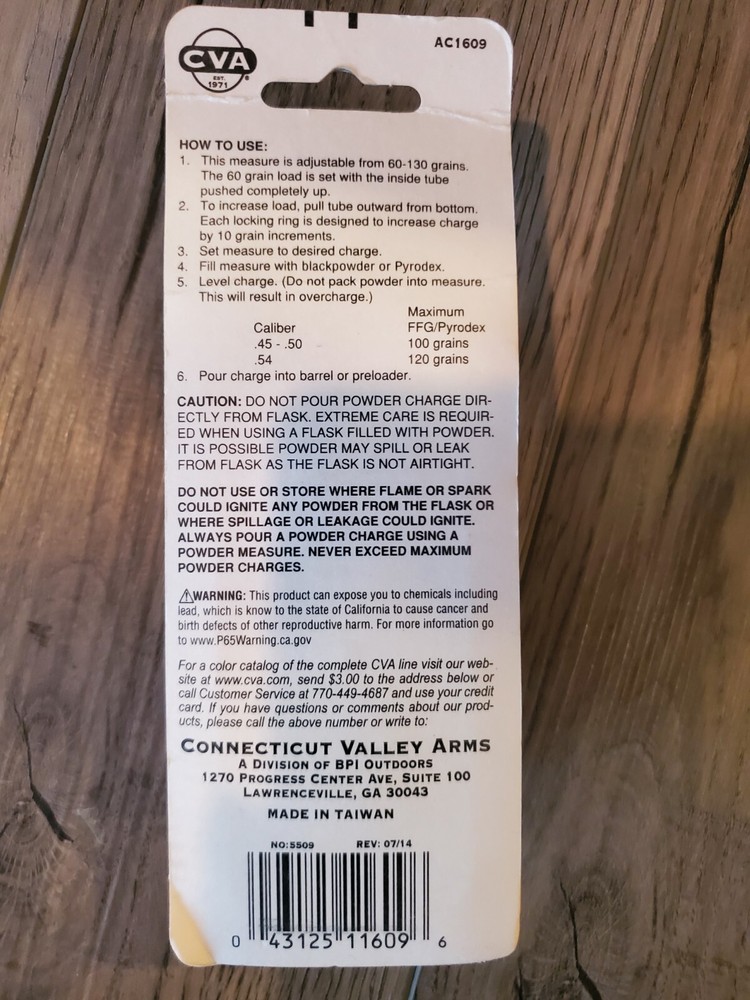 CVA
EST.
1971
®
AC1609
HOW TO USE:
1. This measure is adjustable from 60-130 grains.
The 60 grain load is set with the inside tube
pushed completely up.
2. To increase load, pull tube outward from bottom.
Each locking ring is designed to increase charge
by 10 grain increments.
3. Set measure to desired charge.
4. Fill measure with blackpowder or Pyrodex.
5. Level charge. (Do not pack powder into measure.
This will result in overcharge.)
Maximum
Caliber FFG/Pyrodex
.45 - .50 100 grains
.54 120 grains
6. Pour charge into barrel or preloader.
CAUTION: DO NOT POUR POWDER CHARGE DIR-
ECTLY FROM FLASK. EXTREME CARE IS REQUIR-
ED WHEN USING A FLASK FILLED WITH POWDER.
IT IS POSSIBLE POWDER MAY SPILL OR LEAK
FROM FLASK AS THE FLASK IS NOT AIRTIGHT.
DO NOT USE OR STORE WHERE FLAME OR SPARK
COULD IGNITE ANY POWDER FROM THE FLASK OR
WHERE SPILLAGE OR LEAKAGE COULD IGNITE.
ALWAYS POUR A POWDER CHARGE USING A
POWDER MEASURE. NEVER EXCEED MAXIMUM
POWDER CHARGES.
⚠WARNING: This product can expose you to chemicals including
lead, which is know to the state of California to cause cancer and
birth defects of other reproductive harm. For more information go
to www.P65Warning.ca.gov
For a color catalog of the complete CVA line visit our web-
site at www.cva.com, send $3.00 to the address below or
call Customer Service at 770-449-4687 and use your credit
card. If you have questions or comments about our prod-
ucts, please call the above number or write to:
CONNECTICUT VALLEY ARMS
A DIVISION OF BPI OUTDOORS
1270 PROGRESS CENTER AVE, SUITE 100
LAWRENCEVILLE, GA 30043
MADE IN TAIWAN
NO:5509 REV: 07/14
0 43125 11609 6